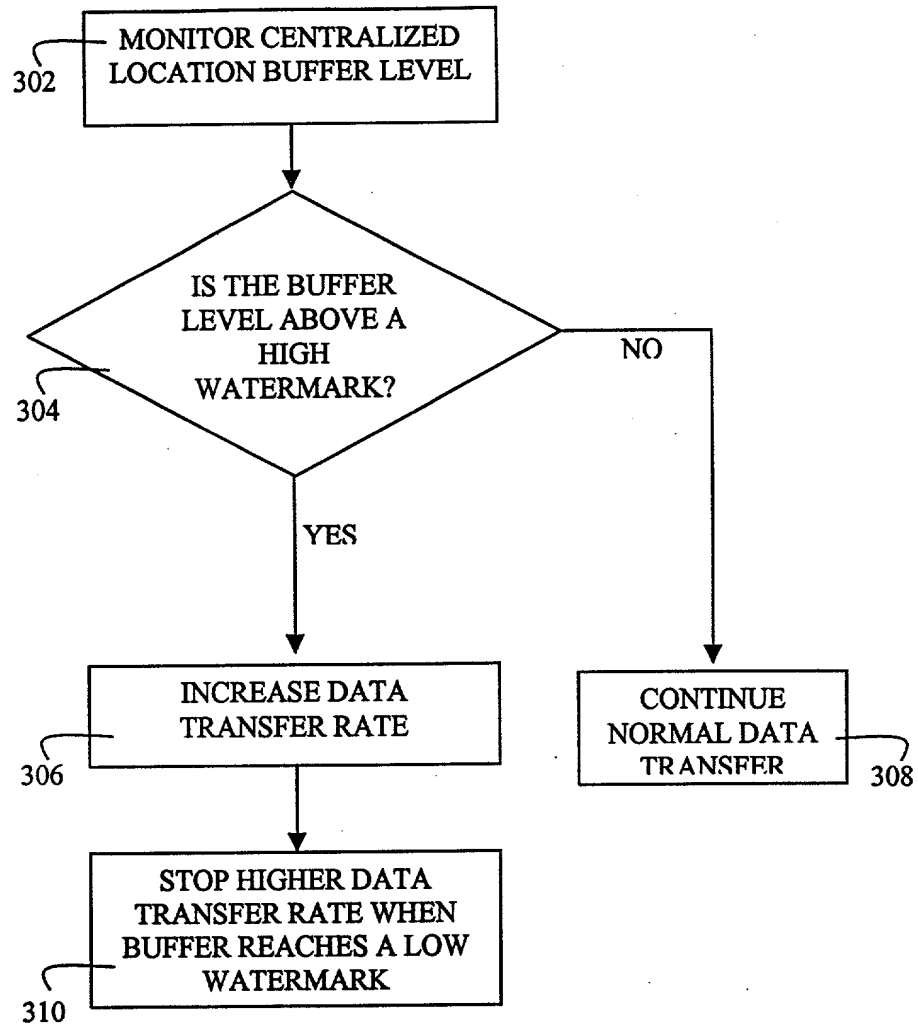 MONITOR CENTRALIZED
LOCATION BUFFER LEVEL
302
IS THE BUFFER
LEVEL ABOVE A
HIGH
WATERMARK?
304
NO
YES
INCREASE DATA
TRANSFER RATE
306
CONTINUE
NORMAL DATA
TRANSFER
308
STOP HIGHER DATA
TRANSFER RATE WHEN
BUFFER REACHES A LOW
WATERMARK
310